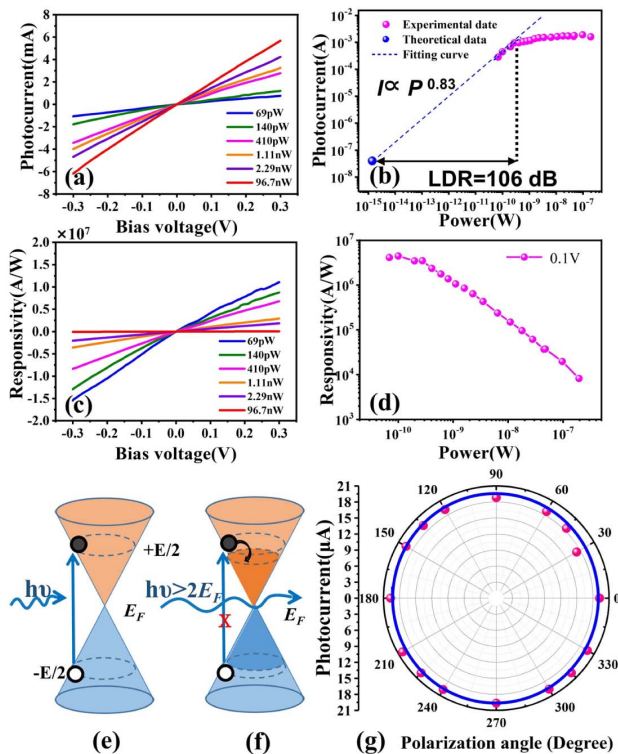 Photocurrent(mA)
8
6
4
2
0
-2
-4
-6
-8
-0.3 -0.2 -0.1 0.0 0.1 0.2 0.3
Bias voltage(V)
69pW
140pW
410pW
1.11nW
2.29nW
96.7nW
(a)
Photocurrent(A)
10-2
10-3
10-4
10-5
10-6
10-7
10-8
Experimental date
Theoretical data
Fitting curve
I∝ P 0.83
(b)
LDR=106 dB
10-15 10-14 10-13 10-12 10-11 10-10 10-9 10-8 10-7
Power(W)
Responsivity(A/W)
×107
2.0
1.5
1.0
0.5
0.0
-0.5
-1.0
-1.5
-2.0
-0.3 -0.2 -0.1 0.0 0.1 0.2 0.3
Bias voltage(V)
69pW
140pW
410pW
1.11nW
2.29nW
96.7nW
(c)
Responsivity(A/W)
107
106
105
104
103
0.1V
(d)
10-10 10-9 10-8 10-7
Power(W)
hυ
+E/2
EF
-E/2
(e)
hυ>2EF
X
EF
(f)
Photocurrent(µA)
21
18
15
12
9
6
3
0
3
6
9
12
15
18
21
0
30
60
90
120
150
180
210
240
270
300
330
(g)
Polarization angle (Degree)